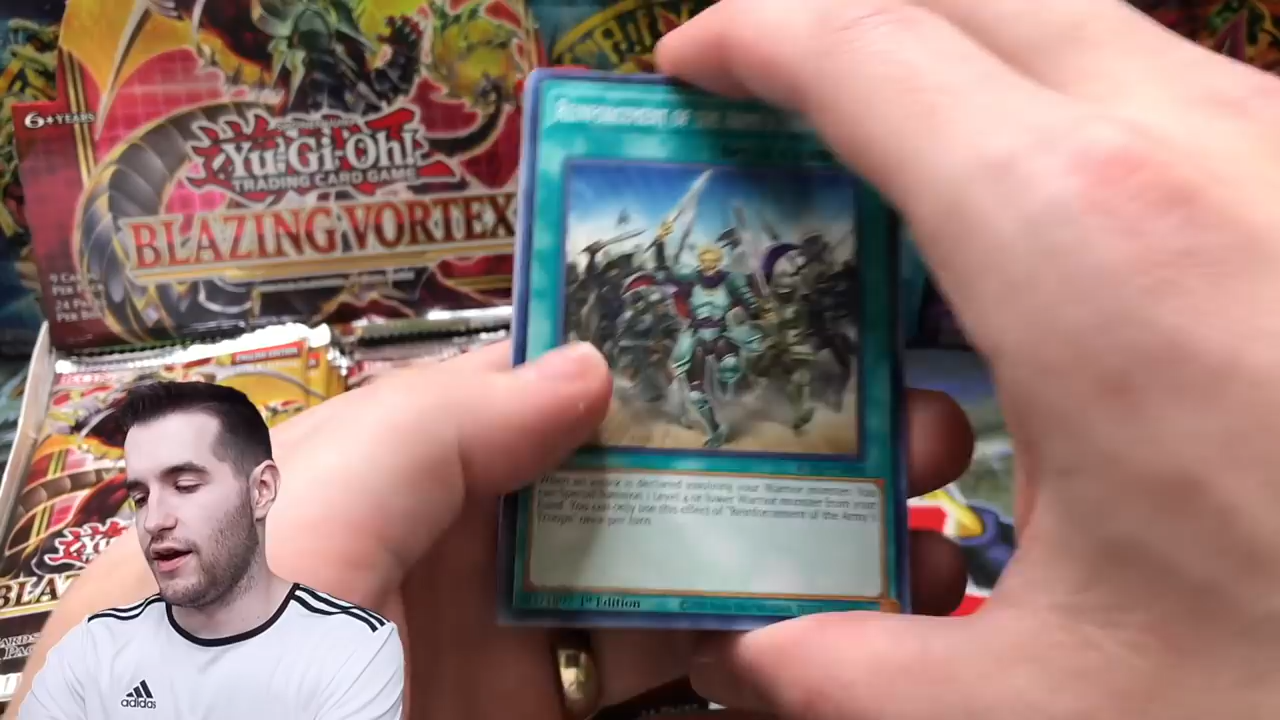 6+ YEARS
Yu-Gi-Oh!
TRADING CARD GAME
BLAZING VORTEX
9 CARDS
PER PACK
24 PACKS
PER BOX
ENGLISH EDITION
REINFORCEMENT OF THE ARMY'S
When an attack is declared involving your Warrior monster: You
can Special Summon 1 Level 4 or lower Warrior monster from your
hand. You can only use this effect of "Reinforcement of the Army's
Troops" once per turn.
1st Edition
Yu
BLA
adidas